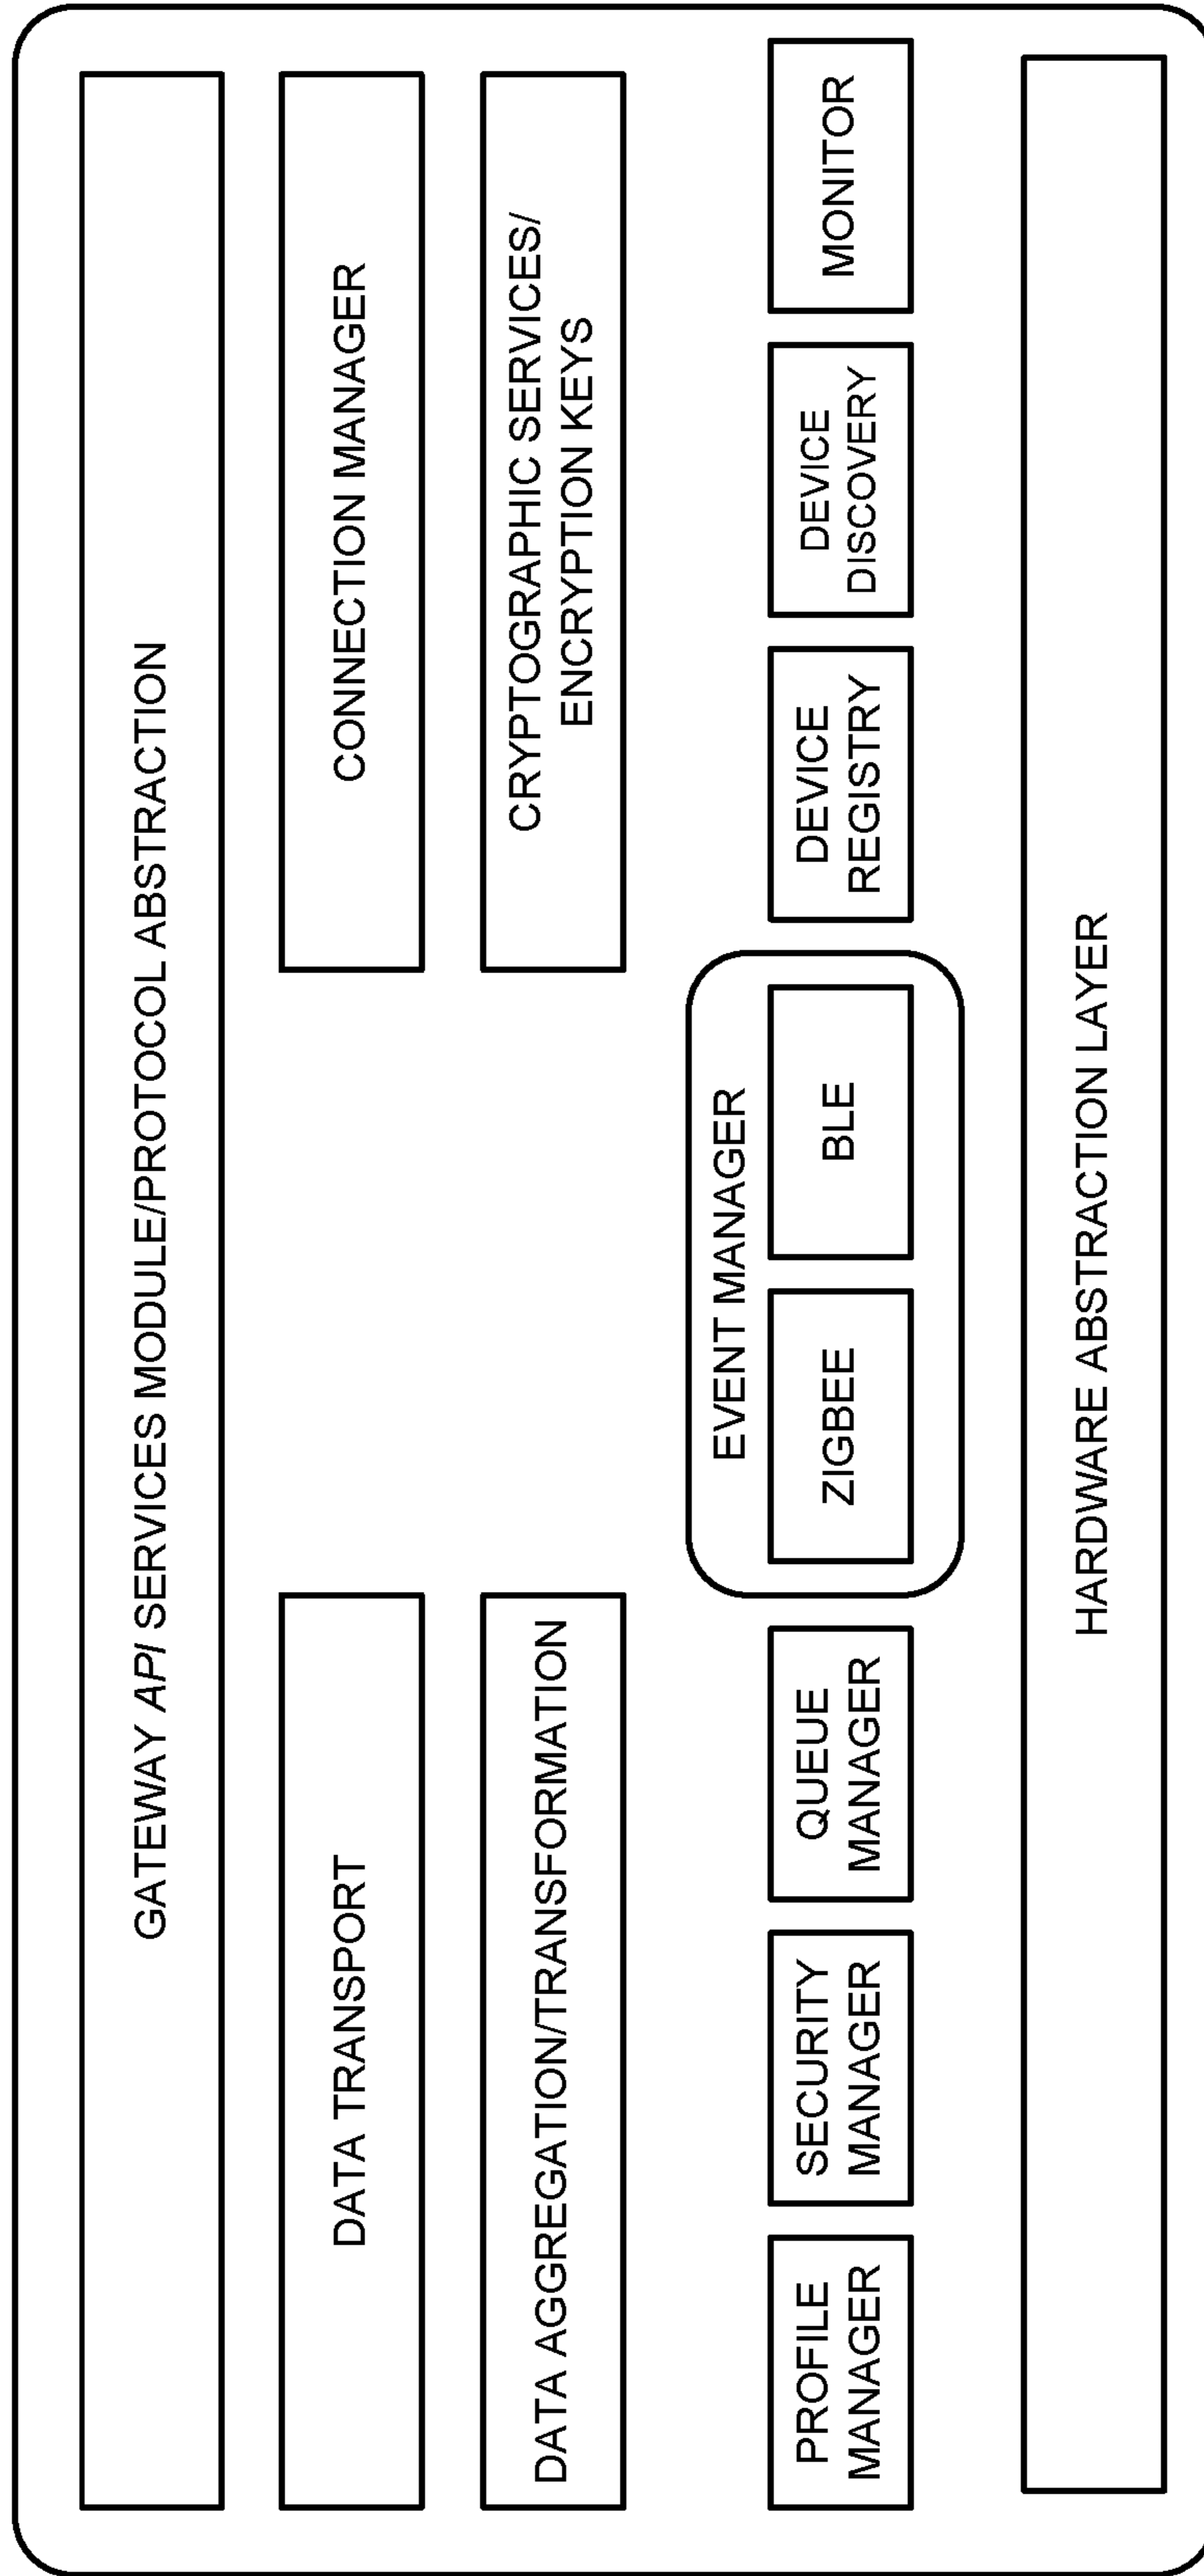 GATEWAY API SERVICES MODULE/PROTOCOL ABSTRACTION
DATA TRANSPORT
CONNECTION MANAGER
DATA AGGREGATION/TRANSFORMATION
CRYPTOGRAPHIC SERVICES/
ENCRYPTION KEYS
PROFILE
MANAGER
SECURITY
MANAGER
QUEUE
MANAGER
EVENT MANAGER
ZIGBEE
BLE
DEVICE
REGISTRY
DEVICE
DISCOVERY
MONITOR
HARDWARE ABSTRACTION LAYER